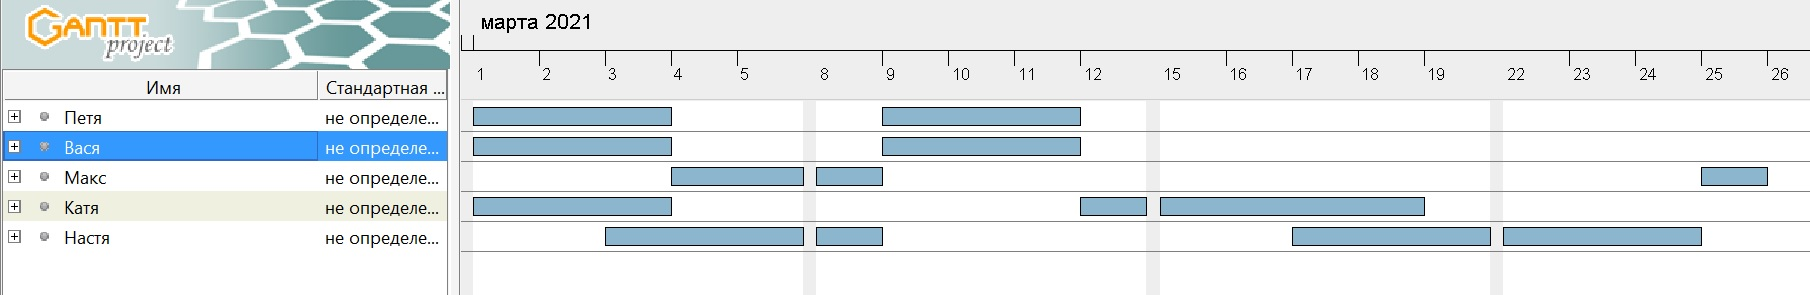 GANTT
project
марта 2021
1 2 3 4 5 8 9 10 11 12 15 16 17 18 19 22 23 24 25 26
Имя Стандартная ...
Петя не определе...
Вася не определе...
Макс не определе...
Катя не определе...
Настя не определе...